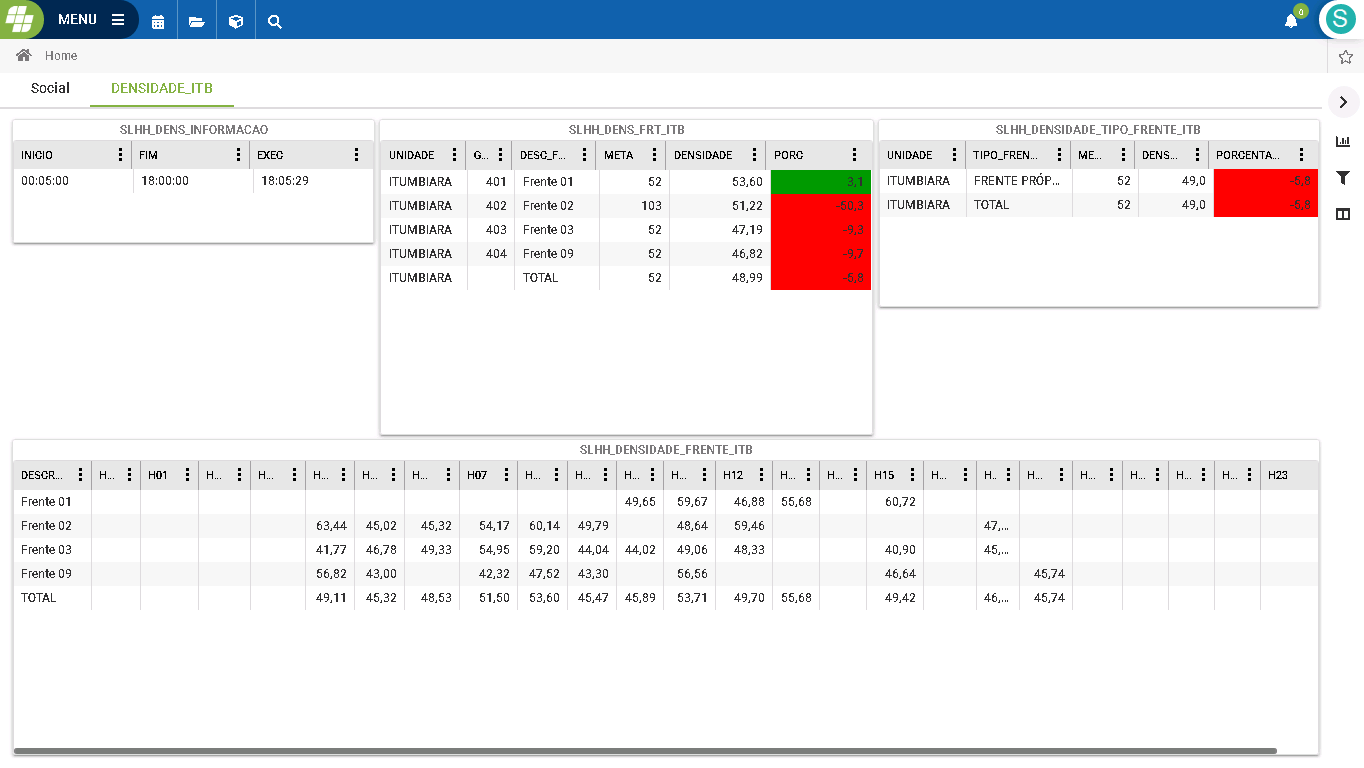 MENU
0
S
Home
Social DENSIDADE_ITB
SLHH_DENS_INFORMACAO
INICIO FIM EXEC
00:05:00 18:00:00 18:05:29
SLHH_DENS_FRT_ITB
UNIDADE G... DESC_F... META DENSIDADE PORC
ITUMBIARA 401 Frente 01 52 53,60 3,1
ITUMBIARA 402 Frente 02 103 51,22 -50,3
ITUMBIARA 403 Frente 03 52 47,19 -9,3
ITUMBIARA 404 Frente 09 52 46,82 -9,7
ITUMBIARA TOTAL 52 48,99 -5,8
SLHH_DENSIDADE_TIPO_FRENTE_ITB
UNIDADE TIPO_FREN... ME... DENS... PORCENTA...
ITUMBIARA FRENTE PRÓP... 52 49,0 -5,8
ITUMBIARA TOTAL 52 49,0 -5,8
SLHH_DENSIDADE_FRENTE_ITB
DESCR... H... H01 H... H... H... H... H... H07 H... H... H... H... H12 H... H... H15 H... H.. H... H... H... H... H... H23
Frente 01 49,65 59,67 46,88 55,68 60,72
Frente 02 63,44 45,02 45,32 54,17 60,14 49,79 48,64 59,46 47,...
Frente 03 41,77 46,78 49,33 54,95 59,20 44,04 44,02 49,06 48,33 40,90 45,...
Frente 09 56,82 43,00 42,32 47,52 43,30 56,56 46,64 45,74
TOTAL 49,11 45,32 48,53 51,50 53,60 45,47 45,89 53,71 49,70 55,68 49,42 46,... 45,74